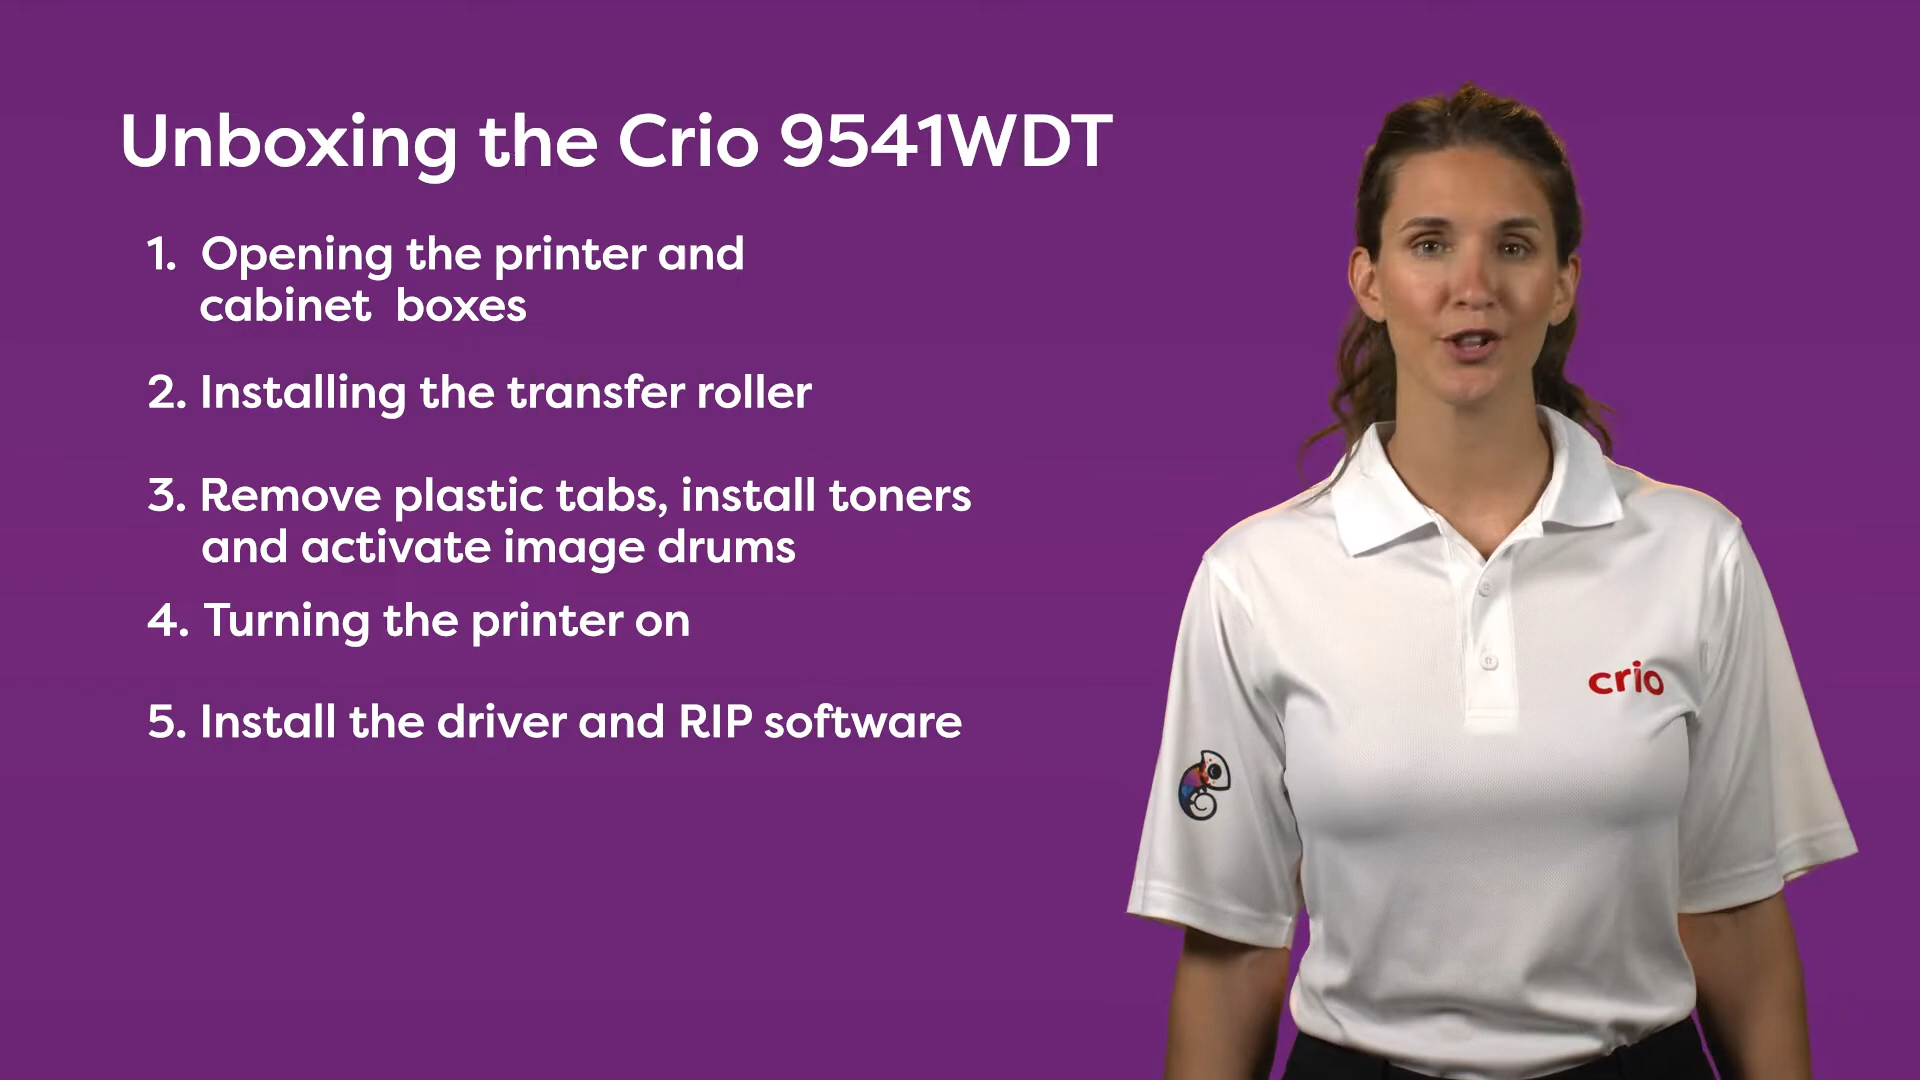 Unboxing the Crio 9541WDT
1. Opening the printer and
cabinet boxes
2. Installing the transfer roller
3. Remove plastic tabs, install toners
and activate image drums
4. Turning the printer on
5. Install the driver and RIP software
crio